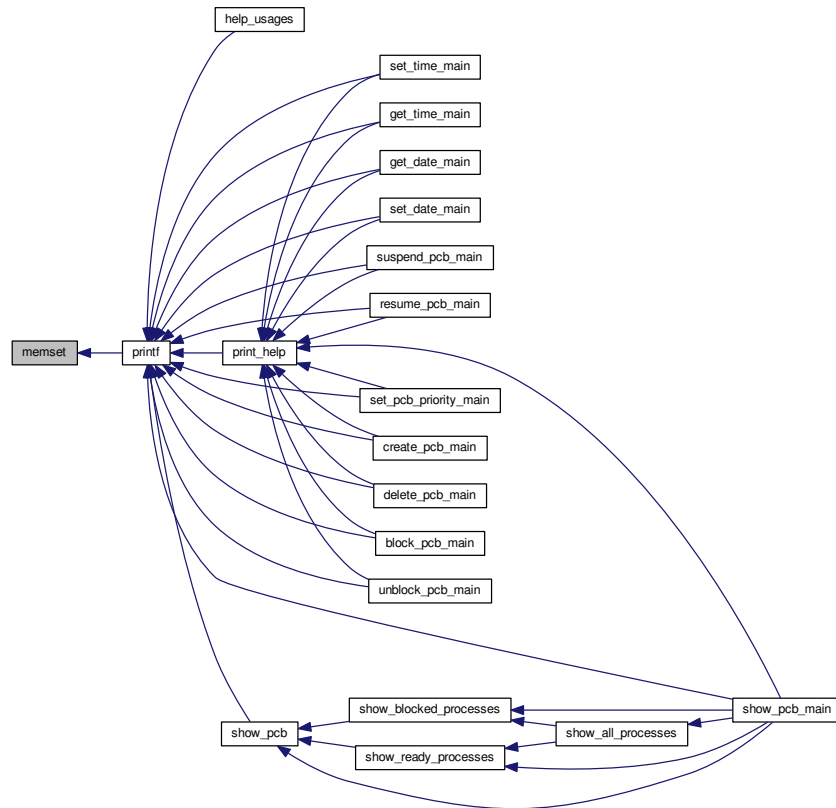 help_usages
set_time_main
get_time_main
get_date_main
set_date_main
suspend_pcb_main
resume_pcb_main
memset
printf
print_help
set_pcb_priority_main
create_pcb_main
delete_pcb_main
block_pcb_main
unblock_pcb_main
show_blocked_processes
show_pcb_main
show_pcb
show_all_processes
show_ready_processes